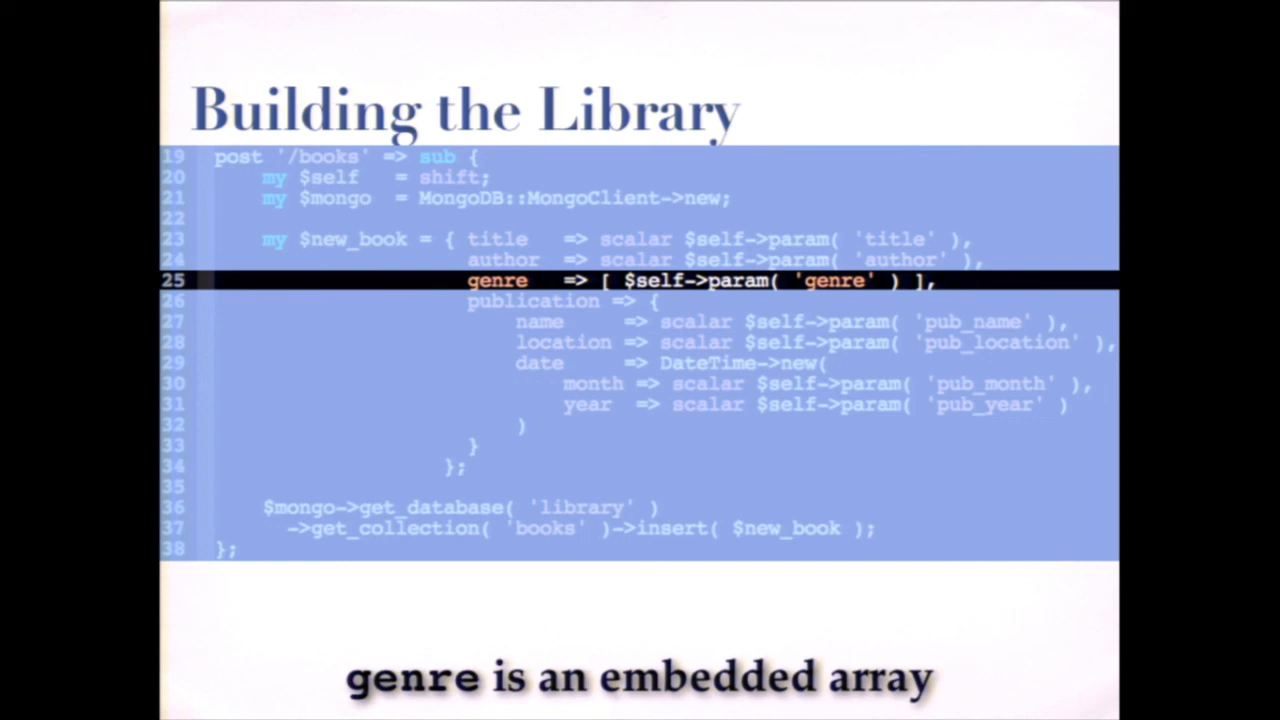 Building the Library
19 post '/books' => sub {
20     my $self   = shift;
21     my $mongo  = MongoDB::MongoClient->new;
22
23     my $new_book = { title   => scalar $self->param( 'title' ),
24                      author  => scalar $self->param( 'author' ),
25                      genre   => [ $self->param( 'genre' ) ],
26                      publication => {
27                          name     => scalar $self->param( 'pub_name' ),
28                          location => scalar $self->param( 'pub_location' ),
29                          date     => DateTime->new(
30                              month => scalar $self->param( 'pub_month' ),
31                              year  => scalar $self->param( 'pub_year' )
32                          )
33                      }
34                    };
35
36     $mongo->get_database( 'library' )
37       ->get_collection( 'books' )->insert( $new_book );
38 };
genre is an embedded array